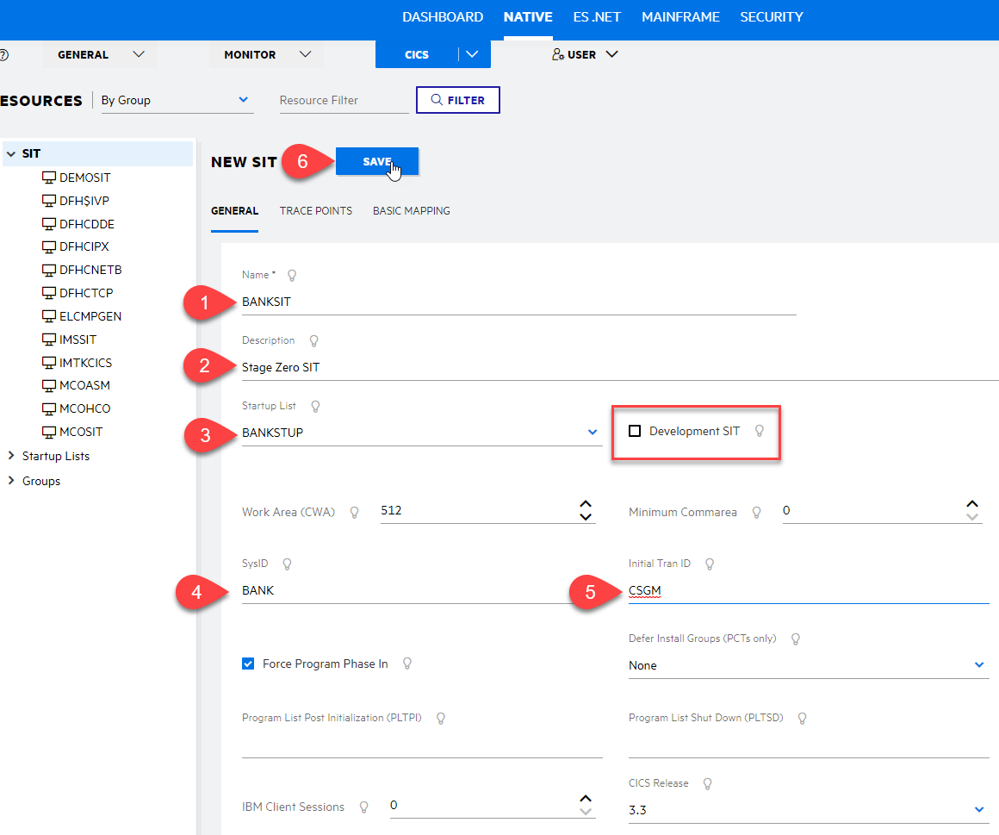 DASHBOARD NATIVE ES .NET MAINFRAME SECURITY
GENERAL MONITOR CICS USER
ESOURCES By Group Resource Filter FILTER
SIT
DEMOSIT
DFH$IVP
DFHCDDE
DFHCIPX
DFHCNETB
DFHCTCP
ELCMPGEN
IMSSIT
IMTKCICS
MCOASM
MCOHCO
MCOSIT
Startup Lists
Groups
NEW SIT 6 SAVE
GENERAL TRACE POINTS BASIC MAPPING
Name *
1 BANKSIT
Description
2 Stage Zero SIT
Startup List
3 BANKSTUP Development SIT
Work Area (CWA) 512 Minimum Commarea 0
SysID Initial Tran ID
4 BANK 5 CSGM
Defer Install Groups (PCTs only)
Force Program Phase In None
Program List Post Initialization (PLTPI) Program List Shut Down (PLTSD)
CICS Release
IBM Client Sessions 0 3.3